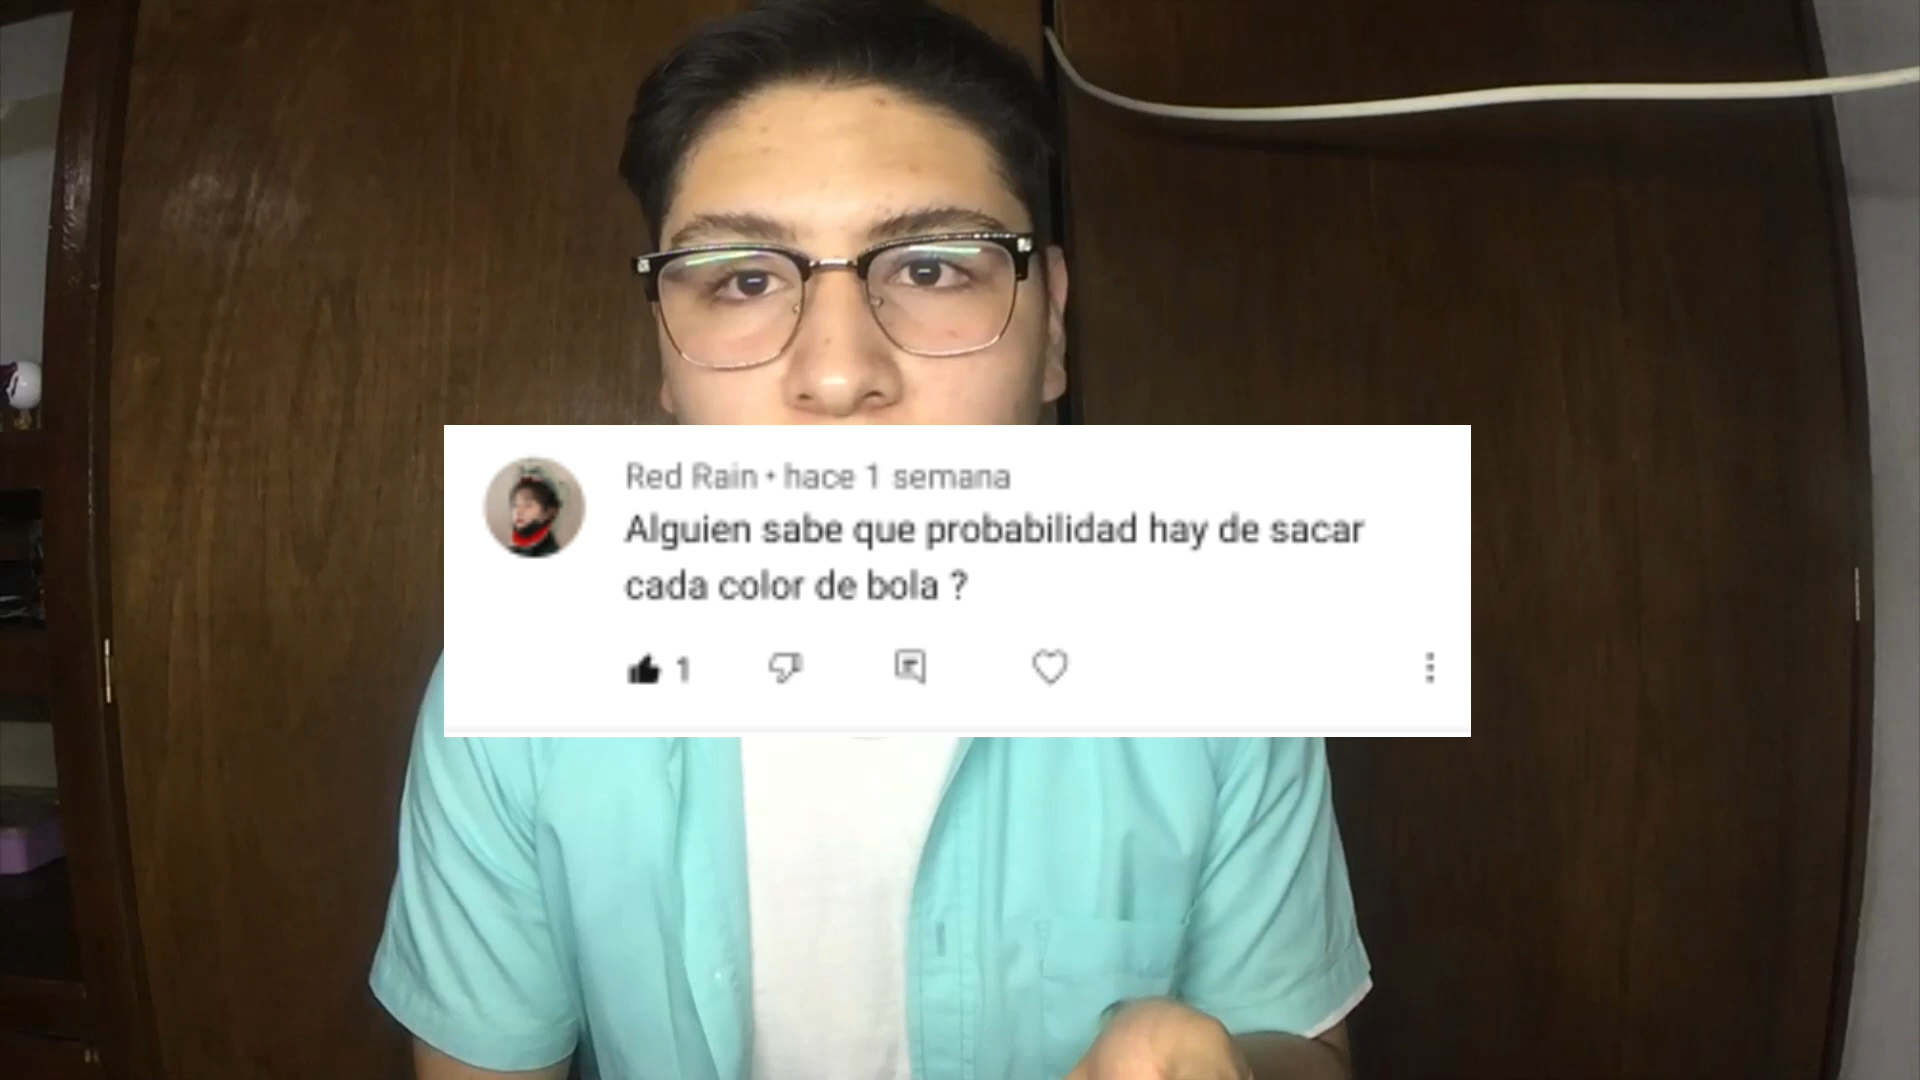 Red Rain • hace 1 semana
Alguien sabe que probabilidad hay de sacar
cada color de bola ?
1